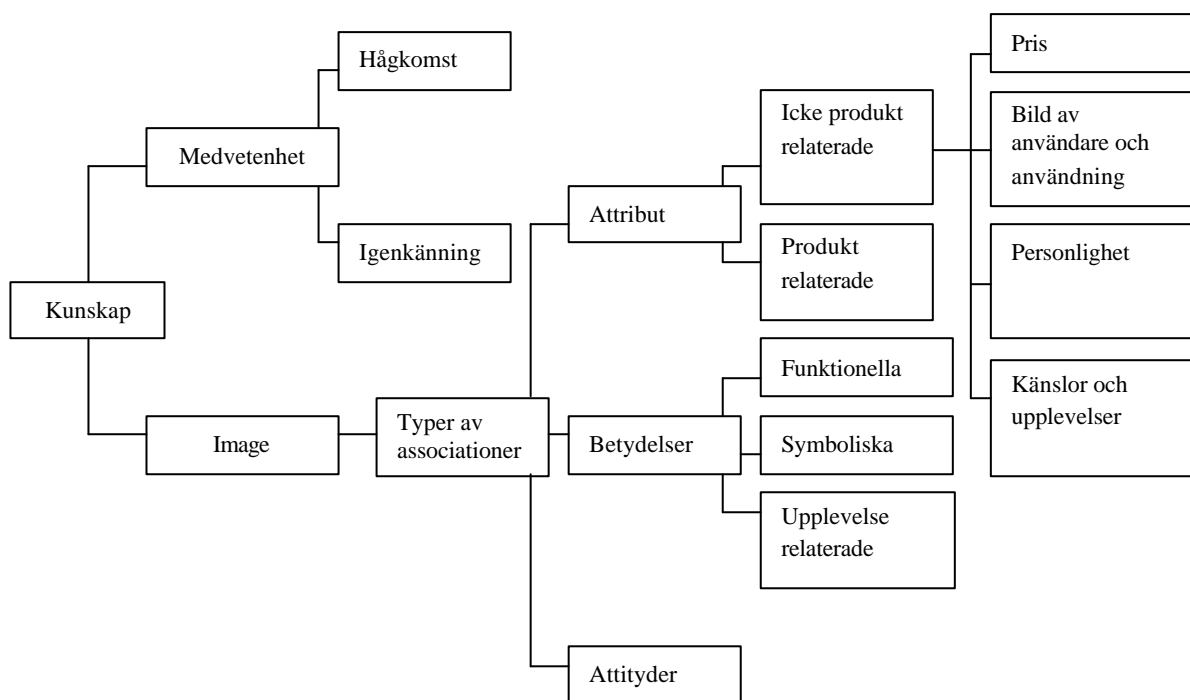 Kunskap
Medvetenhet
Hågkomst
Igenkänning
Image
Typer av
associationer
Attribut
Icke produkt
relaterade
Pris
Bild av
användare och
användning
Personlighet
Känslor och
upplevelser
Produkt
relaterade
Betydelser
Funktionella
Symboliska
Upplevelse
relaterade
Attityder